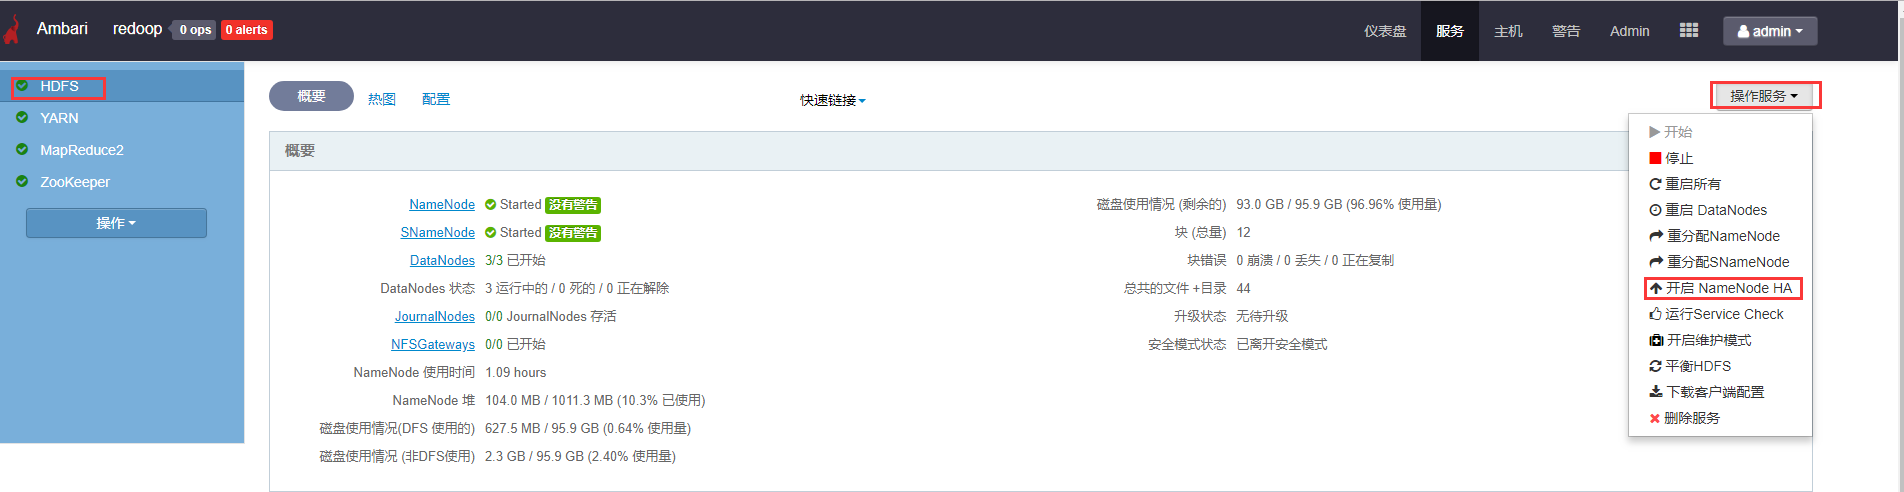 Ambari redoop 0 ops 0 alerts 仪表盘 服务 主机 警告 Admin admin
HDFS
YARN
MapReduce2
ZooKeeper
操作
概要 热图 配置 快速链接 操作服务
概要
NameNode Started 没有警告
SNameNode Started 没有警告
DataNodes 3/3 已开始
DataNodes 状态 3 运行中的 / 0 死的 / 0 正在解除
JournalNodes 0/0 JournalNodes 存活
NFSGateways 0/0 已开始
NameNode 使用时间 1.09 hours
NameNode 堆 104.0 MB / 1011.3 MB (10.3% 已使用)
磁盘使用情况(DFS 使用的) 627.5 MB / 95.9 GB (0.64% 使用量)
磁盘使用情况 (非DFS使用) 2.3 GB / 95.9 GB (2.40% 使用量)
磁盘使用情况 (剩余的) 93.0 GB / 95.9 GB (96.96% 使用量)
块 (总量) 12
块错误 0 崩溃 / 0 丢失 / 0 正在复制
总共的文件 +目录 44
升级状态 无待升级
安全模式状态 已离开安全模式
开始
停止
重启所有
重启 DataNodes
重分配NameNode
重分配SNameNode
开启 NameNode HA
运行Service Check
开启维护模式
平衡HDFS
下载客户端配置
删除服务